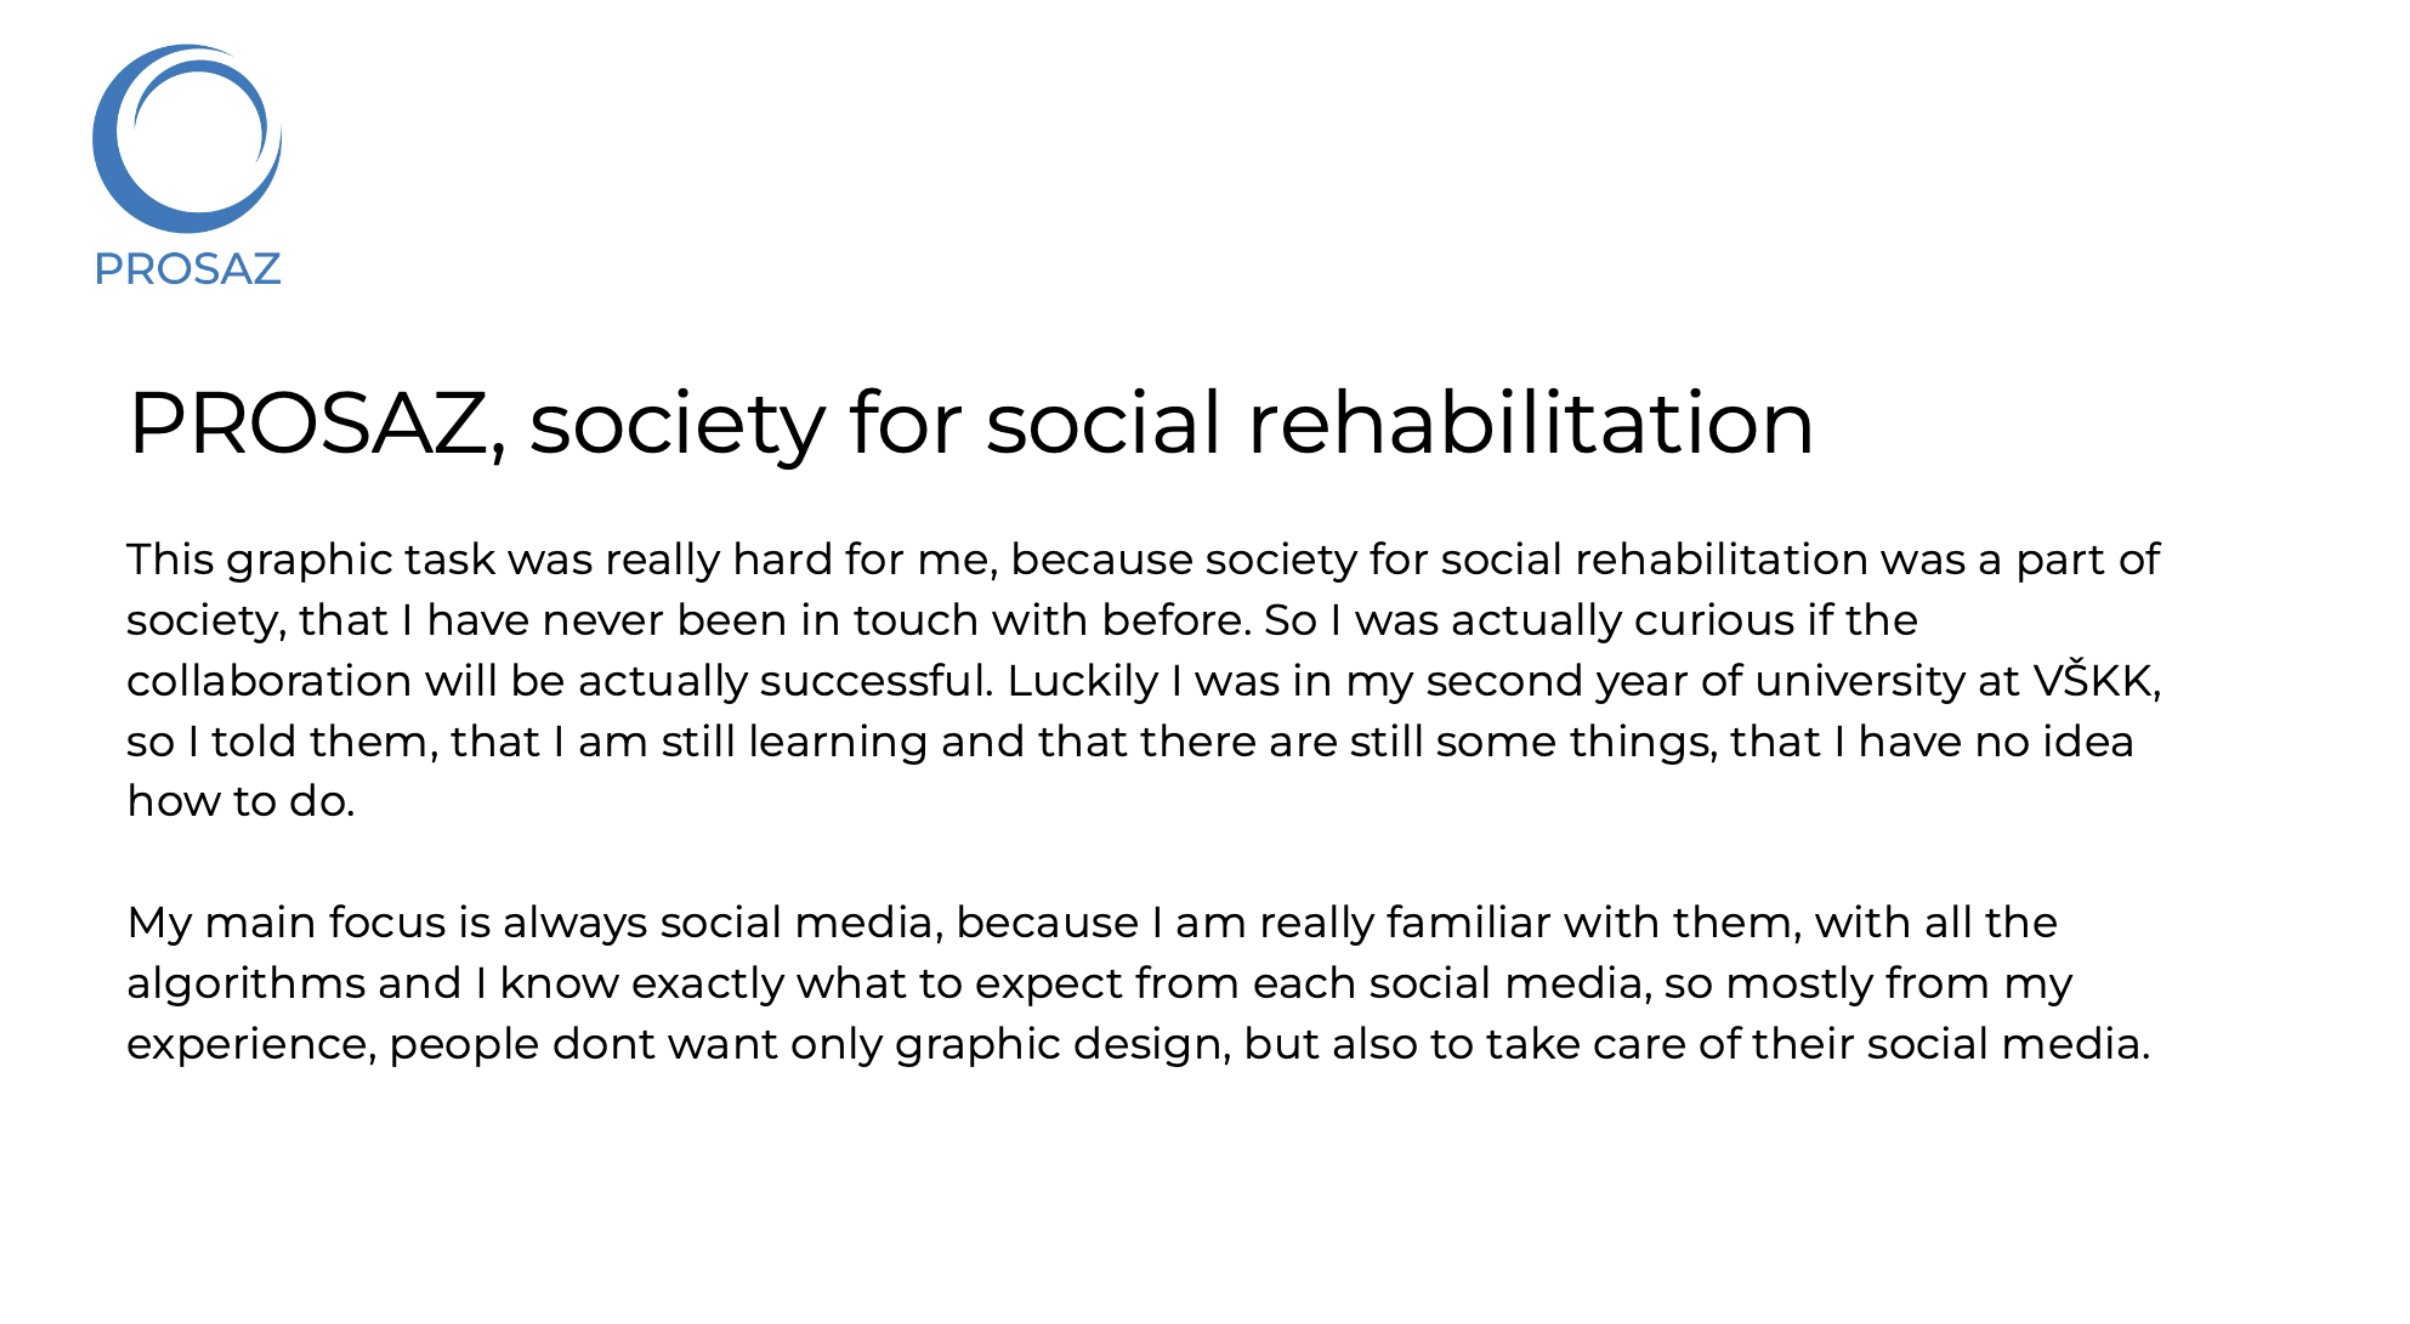 PROSAZ
PROSAZ, society for social rehabilitation
This graphic task was really hard for me, because society for social rehabilitation was a part of
society, that I have never been in touch with before. So I was actually curious if the
collaboration will be actually successful. Luckily I was in my second year of university at VŠKK,
so I told them, that I am still learning and that there are still some things, that I have no idea
how to do.
My main focus is always social media, because I am really familiar with them, with all the
algorithms and I know exactly what to expect from each social media, so mostly from my
experience, people dont want only graphic design, but also to take care of their social media.